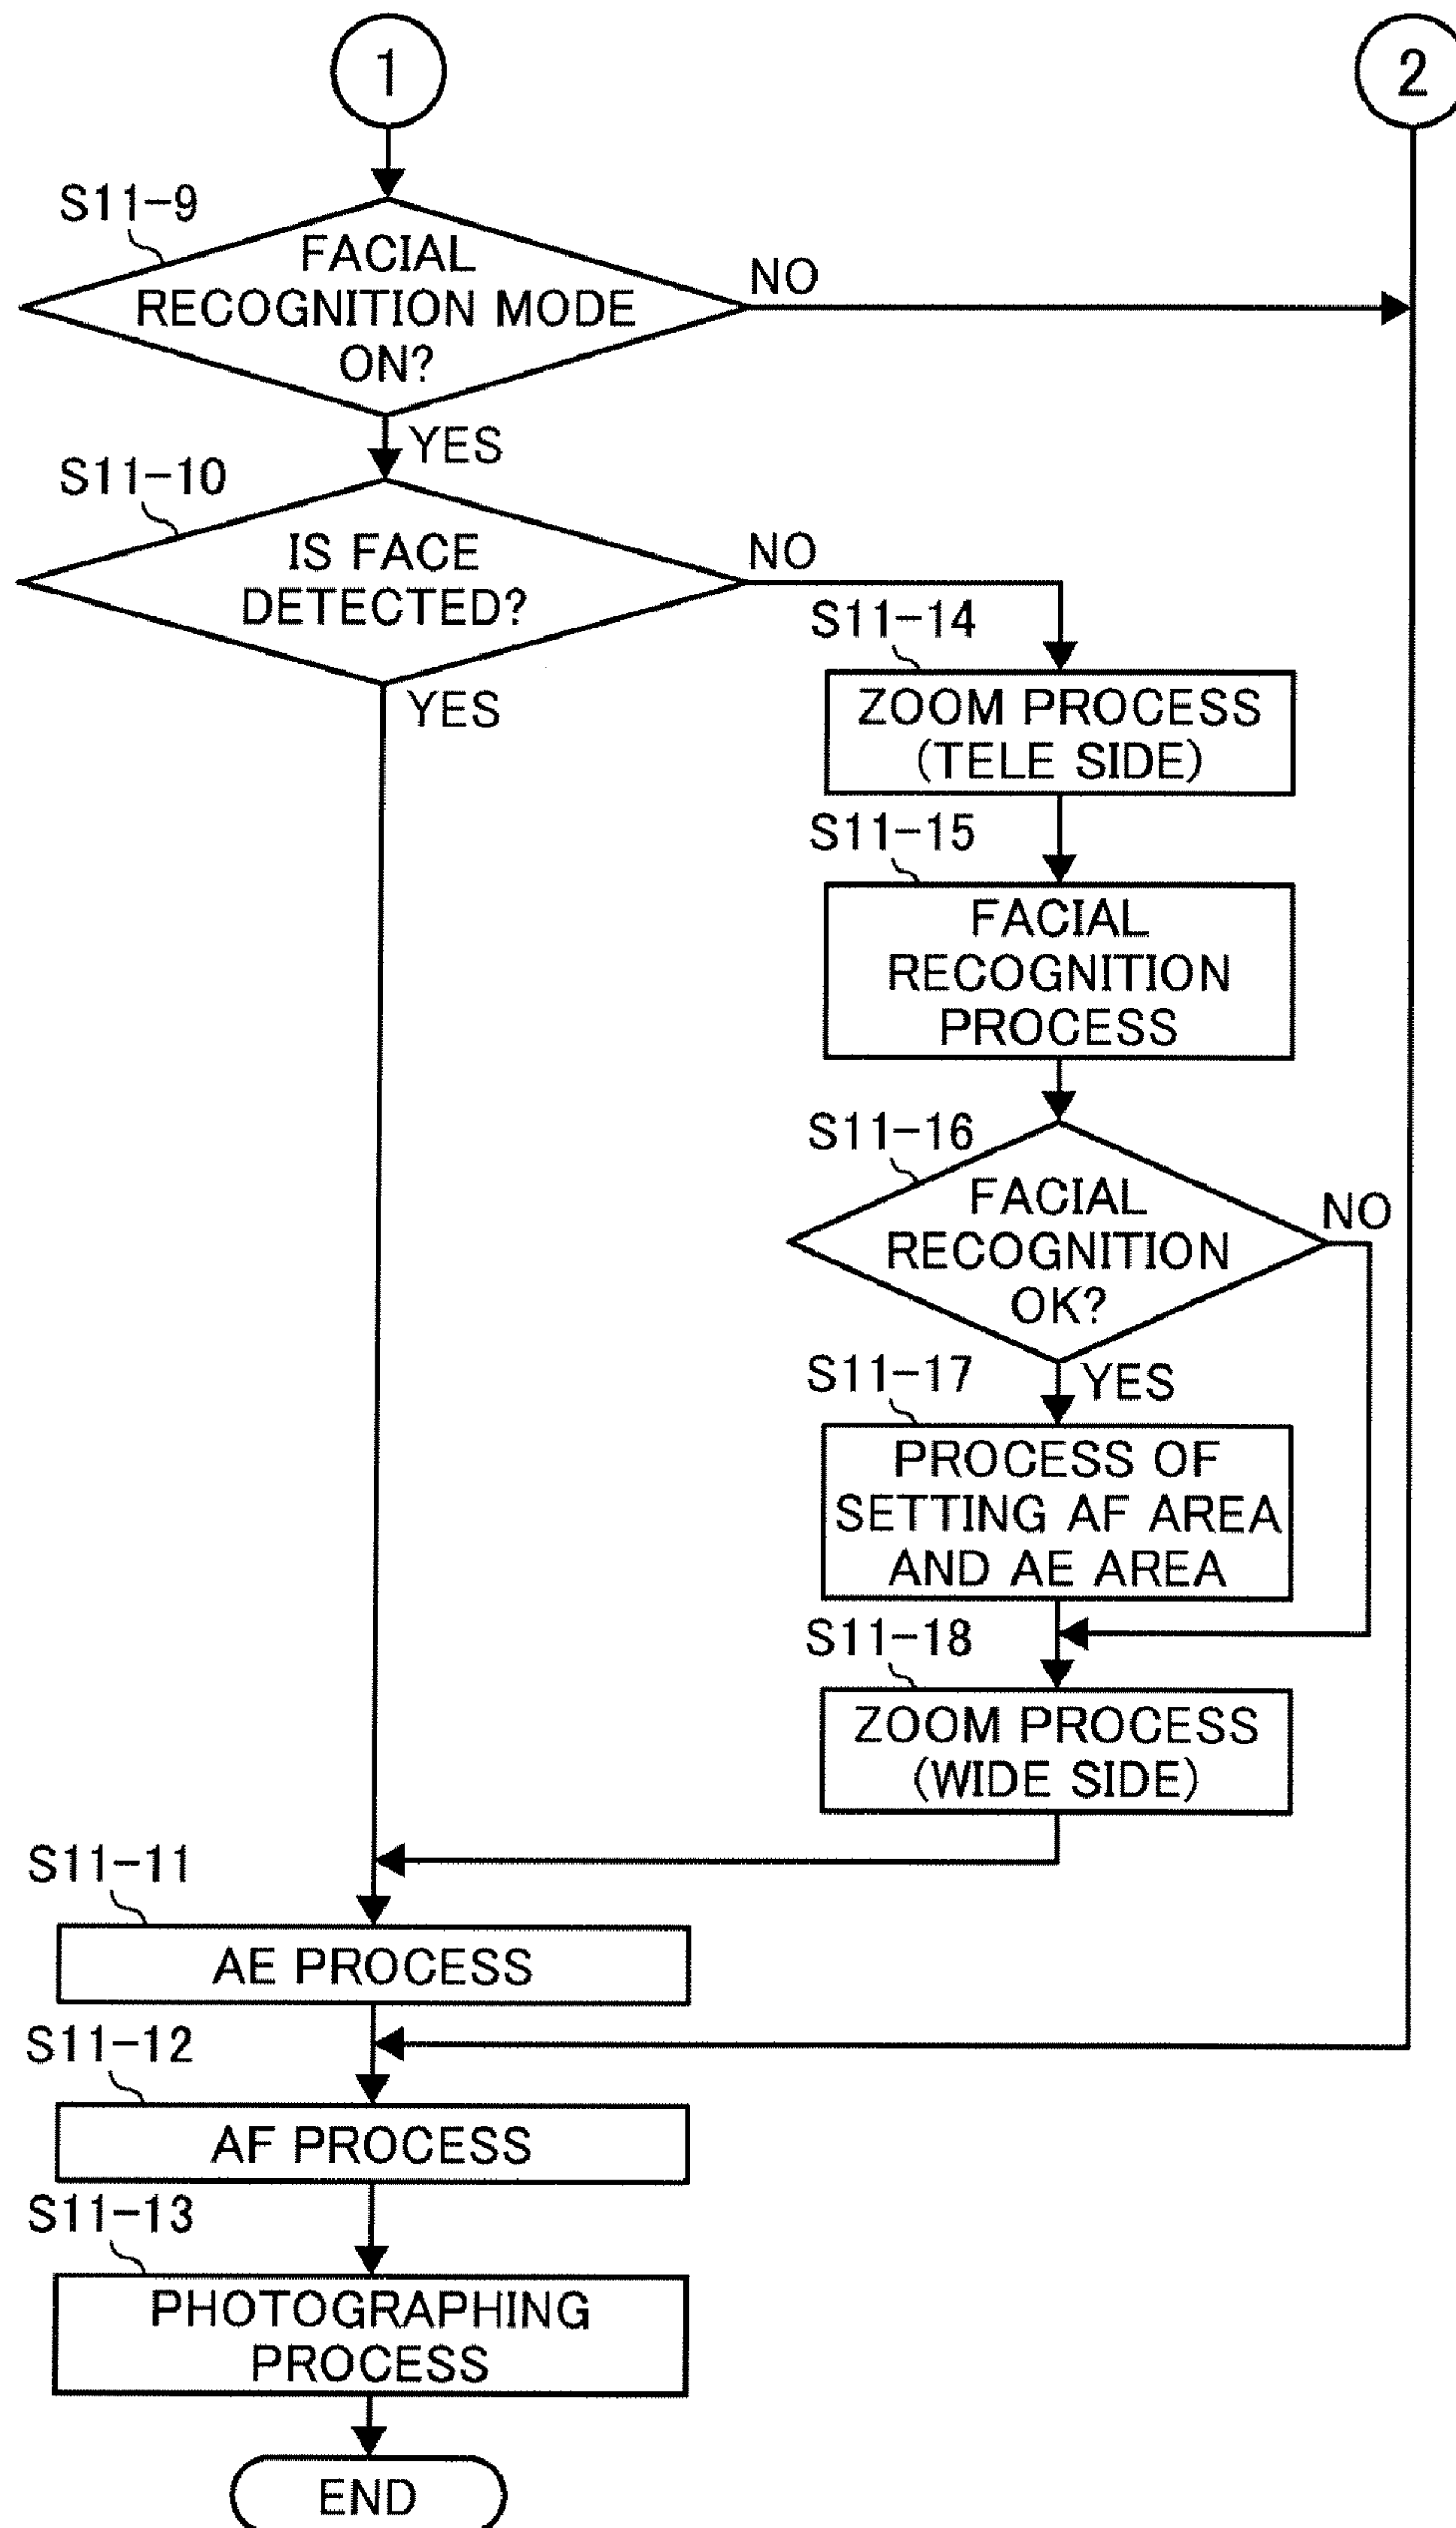 1
2
S11-9
FACIAL
RECOGNITION MODE
ON?
NO
YES
S11-10
IS FACE
DETECTED?
NO
YES
S11-14
ZOOM PROCESS
(TELE SIDE)
S11-15
FACIAL
RECOGNITION
PROCESS
S11-16
FACIAL
RECOGNITION
OK?
NO
YES
S11-17
PROCESS OF
SETTING AF AREA
AND AE AREA
S11-18
ZOOM PROCESS
(WIDE SIDE)
S11-11
AE PROCESS
S11-12
AF PROCESS
S11-13
PHOTOGRAPHING
PROCESS
END